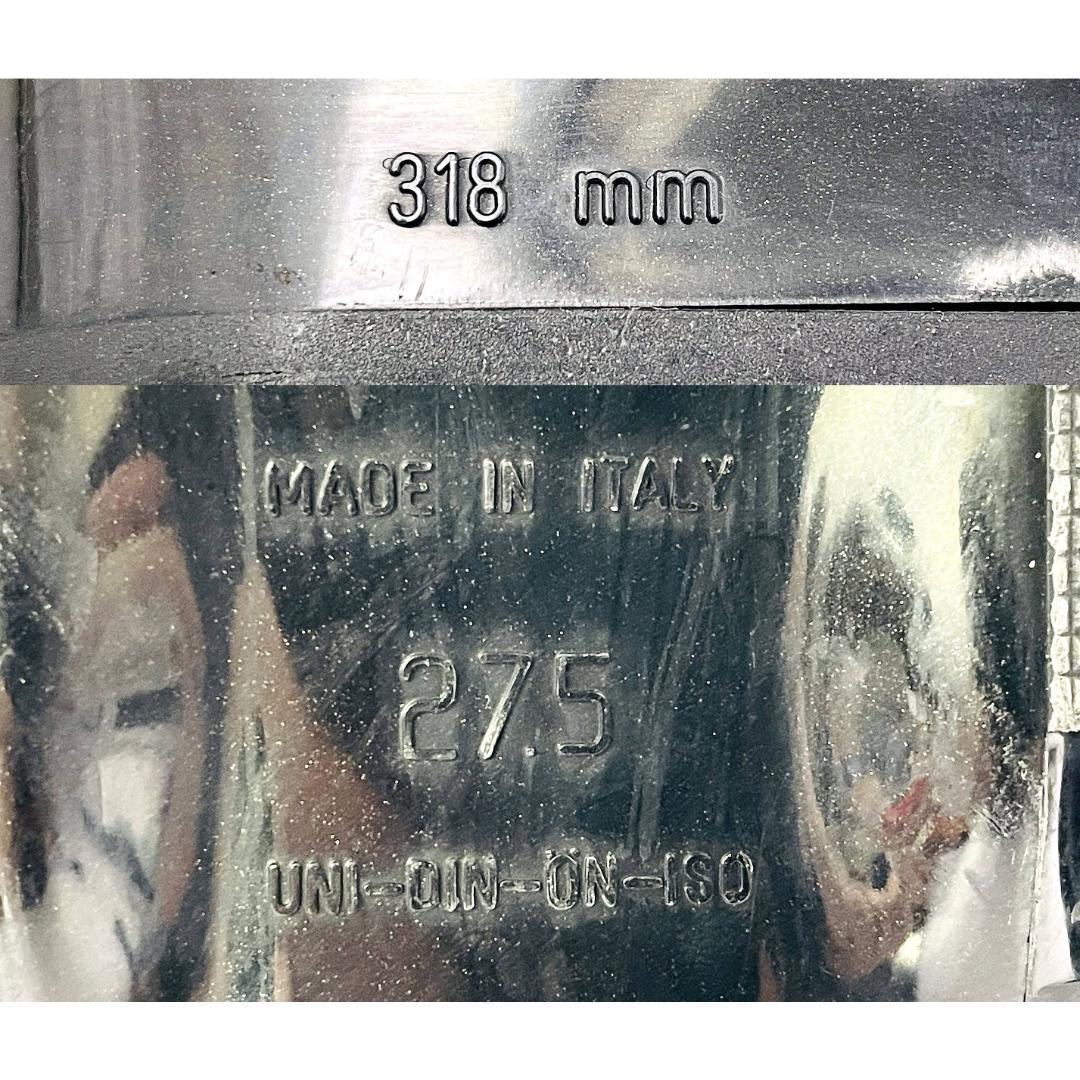 318 mm
MADE IN ITALY
27.5
UNI-DIN-ÖN-ISO